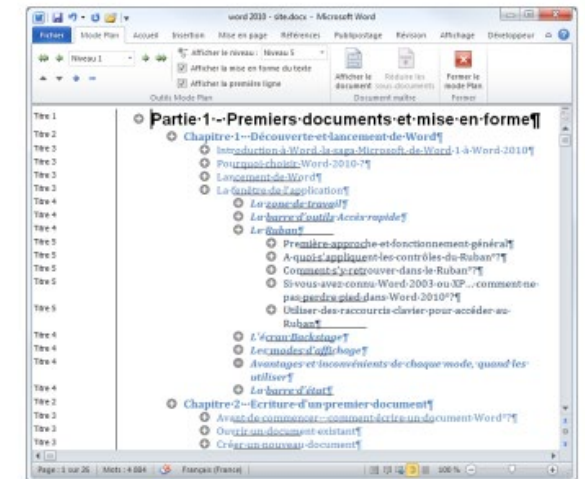 word 2010 - site.docx - Microsoft Word
Fichier Mode Plan Accueil Insertion Mise en page Références Publipostage Révision Affichage Développeur
Niveau 1
Afficher le niveau : Niveau 5
Afficher la mise en forme du texte
Afficher la première ligne
Afficher le document
Réduire les sous-documents
Fermer le mode Plan
Outils Mode Plan Document maître Fermer
Titre 1 Partie·1·-·Premiers·documents·et·mise·en·forme¶
Titre 2 Chapitre·1·-·Découverte·et·lancement·de·Word¶
Titre 3 Introduction·à·Word,·la·saga·Microsoft,·de·Word·1·à·Word·2010¶
Titre 3 Pourquoi·choisir·Word·2010·?¶
Titre 3 Lancement·de·Word¶
Titre 3 La·fenêtre·de·l'application¶
Titre 4 La·zone·de·travail¶
Titre 4 La·barre·d'outils·Accès·rapide¶
Titre 4 Le·Ruban¶
Titre 5 Première·approche·et·fonctionnement·général¶
Titre 5 A·quoi·s'appliquent·les·contrôles·du·Ruban°?¶
Titre 5 Comment·s'y·retrouver·dans·le·Ruban°?¶
Titre 5 Si·vous·avez·connu·Word·2003·ou·XP…·comment·ne·
pas·perdre·pied·dans·Word·2010°?¶
Titre 5 Utiliser·des·raccourcis·clavier·pour·accéder·au·
Ruban¶
Titre 4 L'écran·Backstage¶
Titre 4 Les·modes·d'affichage¶
Titre 4 Avantages·et·inconvénients·de·chaque·mode,·quand·les·
utiliser¶
Titre 4 La·barre·d'état¶
Titre 2 Chapitre·2·-·Ecriture·d'un·premier·document¶
Titre 3 Avant·de·commencer·-·comment·écrire·un·document·Word°?¶
Titre 3 Ouvrir·un·document·existant¶
Titre 3 Créer·un·nouveau·document¶
Page : 1 sur 26 Mots : 4 884 Français (France) 100 %